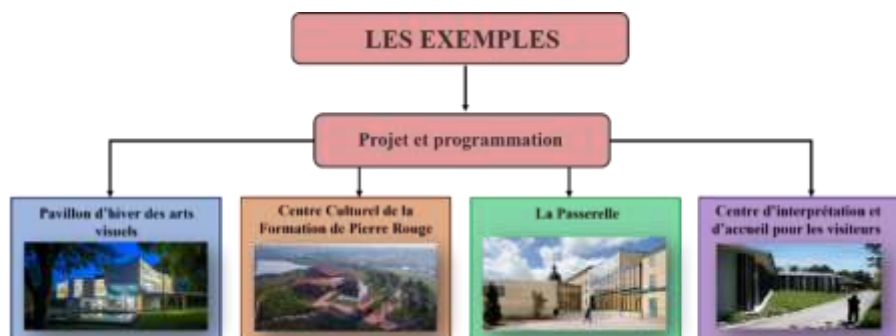 LES EXEMPLES
Projet et programmation
Pavillon d'hiver des arts
visuels
Centre Culturel de la
Formation de Pierre Rouge
La Passerelle
Centre d'interprétation et
d'accueil pour les visiteurs